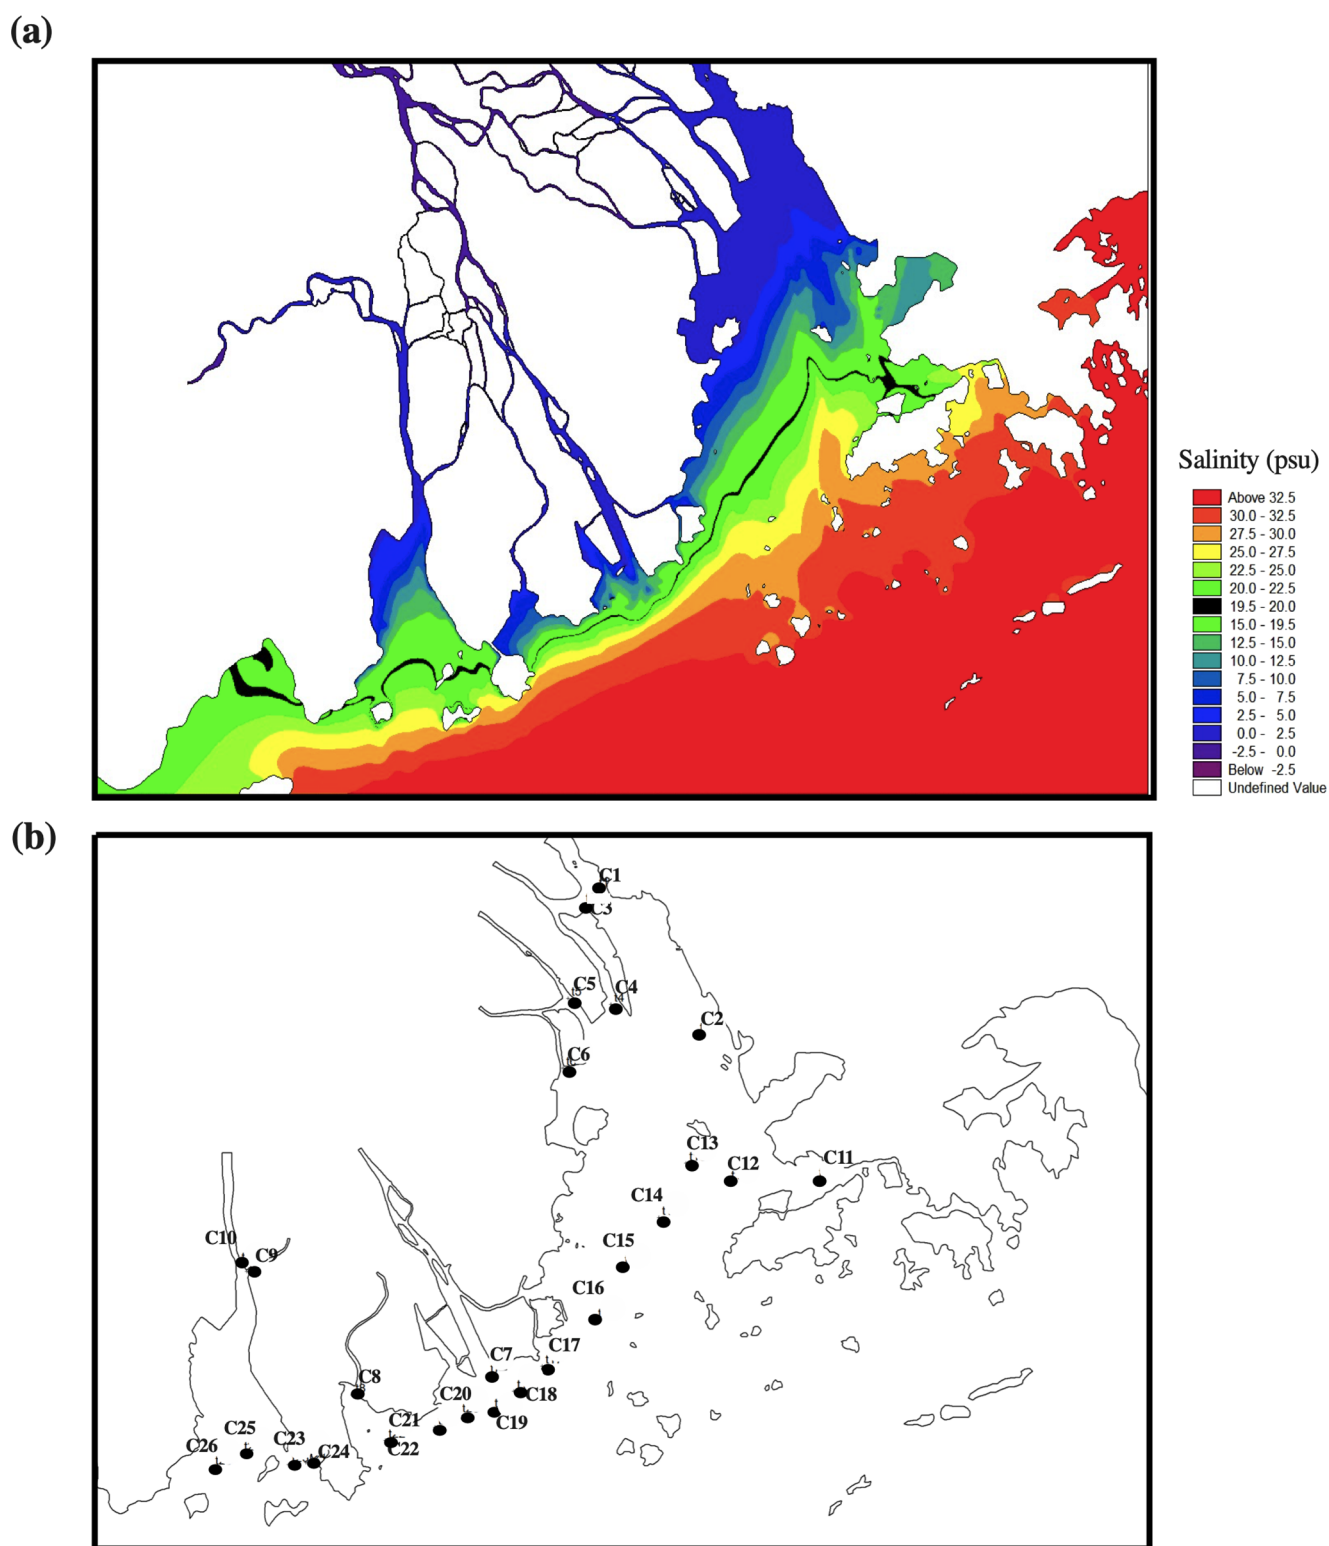 (a)
Salinity (psu)
Above 32.5
30.0 - 32.5
27.5 - 30.0
25.0 - 27.5
22.5 - 25.0
20.0 - 22.5
19.5 - 20.0
15.0 - 19.5
12.5 - 15.0
10.0 - 12.5
7.5 - 10.0
5.0 - 7.5
2.5 - 5.0
0.0 - 2.5
-2.5 - 0.0
Below -2.5
Undefined Value
(b)
C1
C3
C5
C4
C2
C6
C13
C12
C11
C14
C15
C10
C9
C16
C17
C7
C8
C18
C20
C19
C21
C22
C25
C23
C24
C26